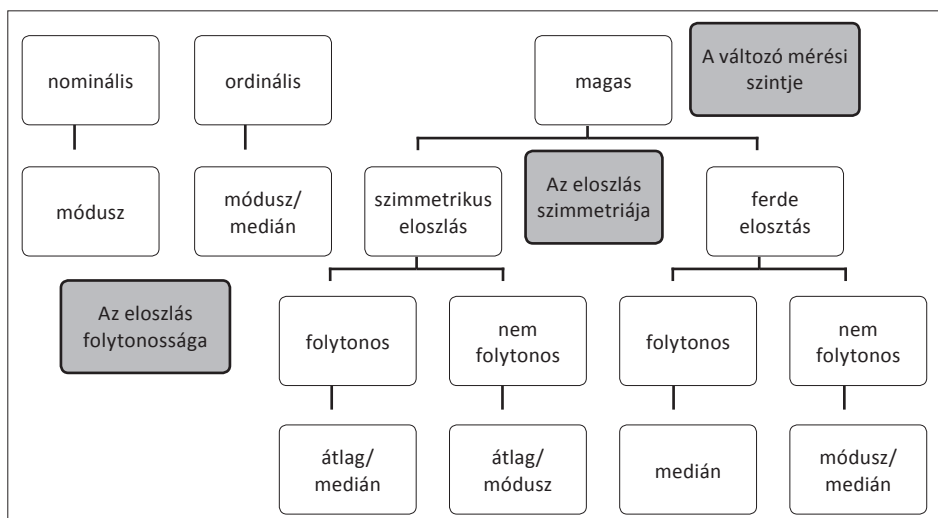 nominális
ordinális
magas
A változó mérési
szintje
módusz
módusz/
medián
szimmetrikus
eloszlás
Az eloszlás
szimmetriája
ferde
elosztás
Az eloszlás
folytonossága
folytonos
nem
folytonos
folytonos
nem
folytonos
átlag/
medián
átlag/
módusz
medián
módusz/
medián